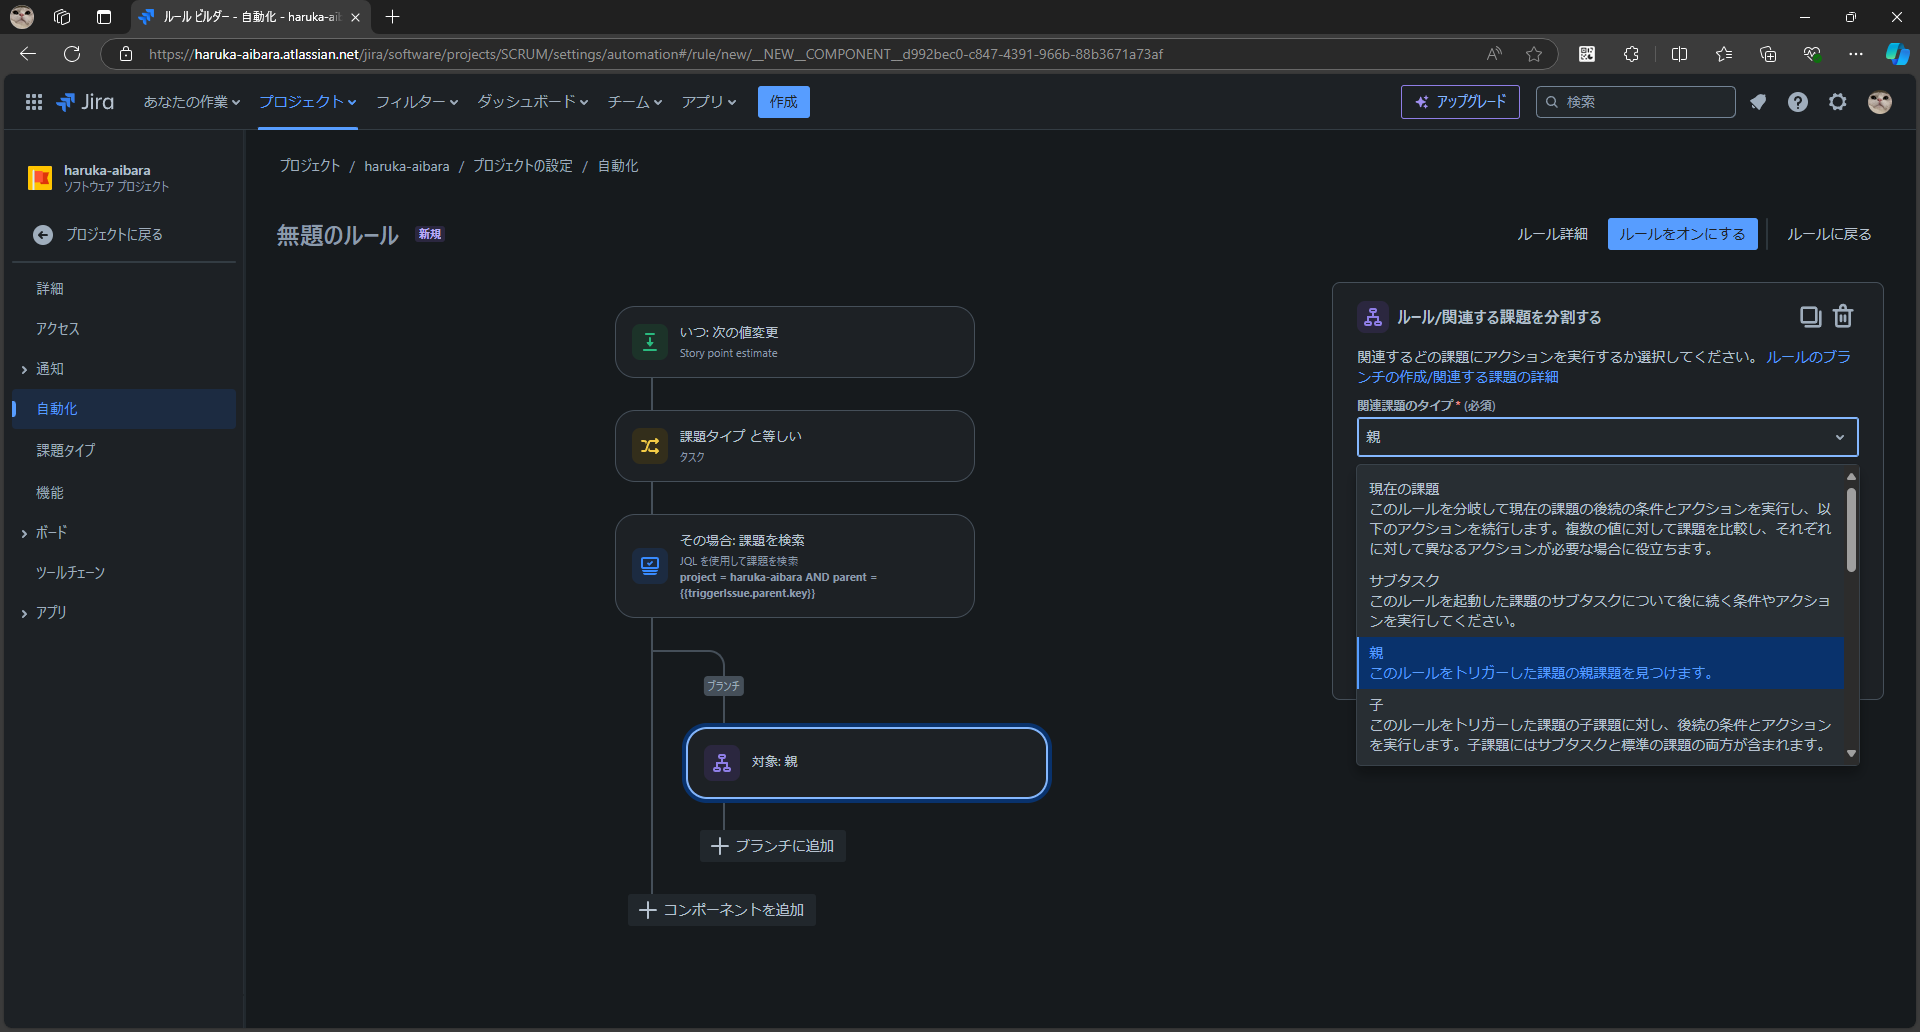 ルール ビルダー - 自動化 - haruka-ai
https://haruka-aibara.atlassian.net/jira/software/projects/SCRUM/settings/automation#/rule/new/__NEW__COMPONENT__d992bec0-c847-4391-966b-88b3671a73af
Jira
あなたの作業
プロジェクト
フィルター
ダッシュボード
チーム
アプリ
作成
アップグレード
検索
haruka-aibara
ソフトウェア プロジェクト
プロジェクトに戻る
詳細
アクセス
通知
自動化
課題タイプ
機能
ボード
ツールチェーン
アプリ
プロジェクト / haruka-aibara / プロジェクトの設定 / 自動化
無題のルール 新規
ルール詳細
ルールをオンにする
ルールに戻る
いつ: 次の値変更
Story point estimate
課題タイプ と等しい
タスク
その場合: 課題を検索
JQL を使用して課題を検索
project = haruka-aibara AND parent =
{{triggerIssue.parent.key}}
ブランチ
対象: 親
ブランチに追加
コンポーネントを追加
ルール/関連する課題を分割する
関連するどの課題にアクションを実行するか選択してください。 ルールのブラ
ンチの作成/関連する課題の詳細
関連課題のタイプ * (必須)
親
現在の課題
このルールを分岐して現在の課題の後続の条件とアクションを実行し、以
下のアクションを続行します。複数の値に対して課題を比較し、それぞれ
に対して異なるアクションが必要な場合に役立ちます。
サブタスク
このルールを起動した課題のサブタスクについて後に続く条件やアクショ
ンを実行してください。
親
このルールをトリガーした課題の親課題を見つけます。
子
このルールをトリガーした課題の子課題に対し、後続の条件とアクション
を実行します。子課題にはサブタスクと標準の課題の両方が含まれます。